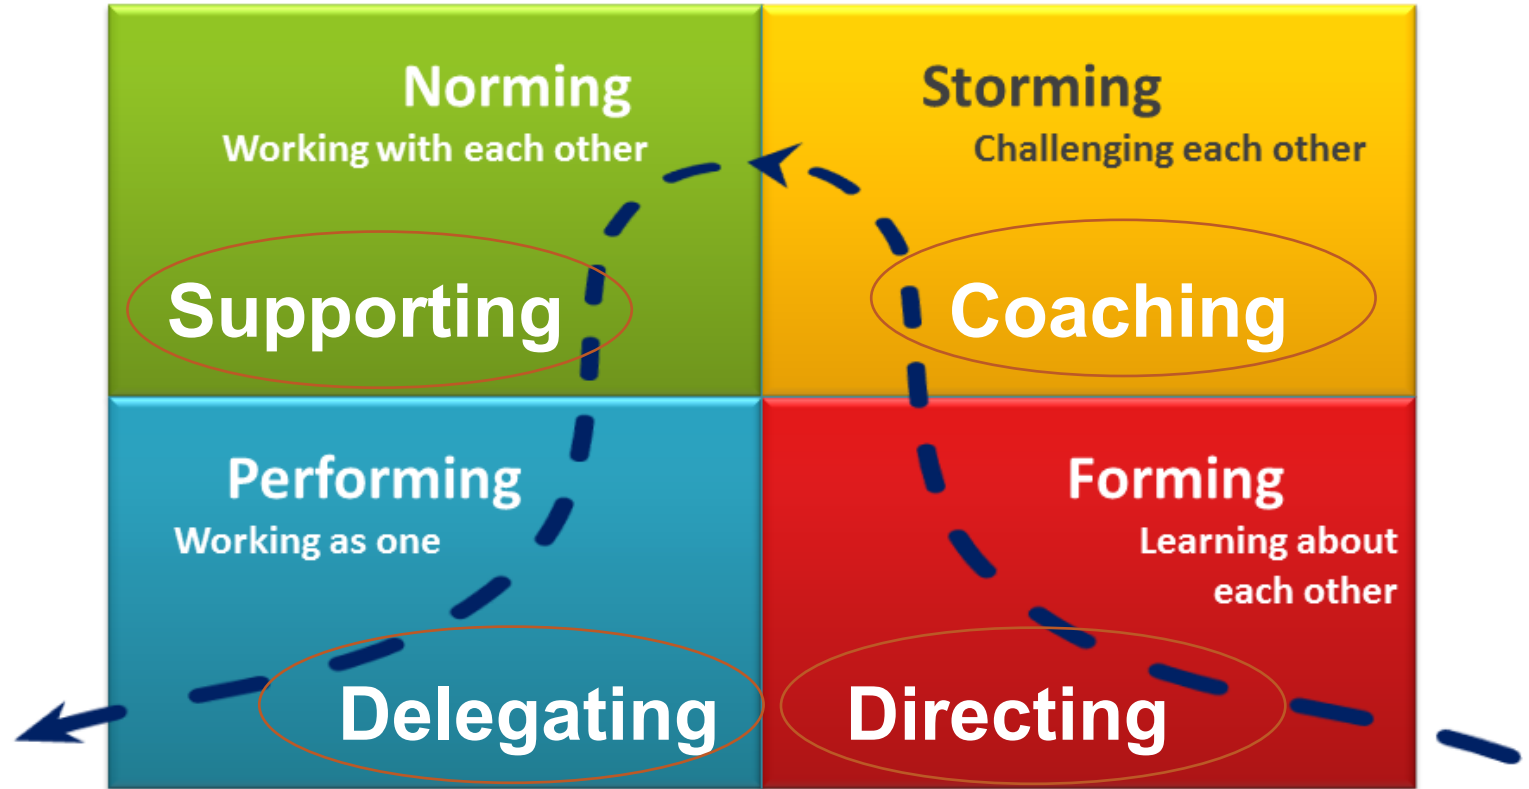 Norming
Working with each other
Supporting
Storming
Challenging each other
Coaching
Performing
Working as one
Delegating
Forming
Learning about
each other
Directing